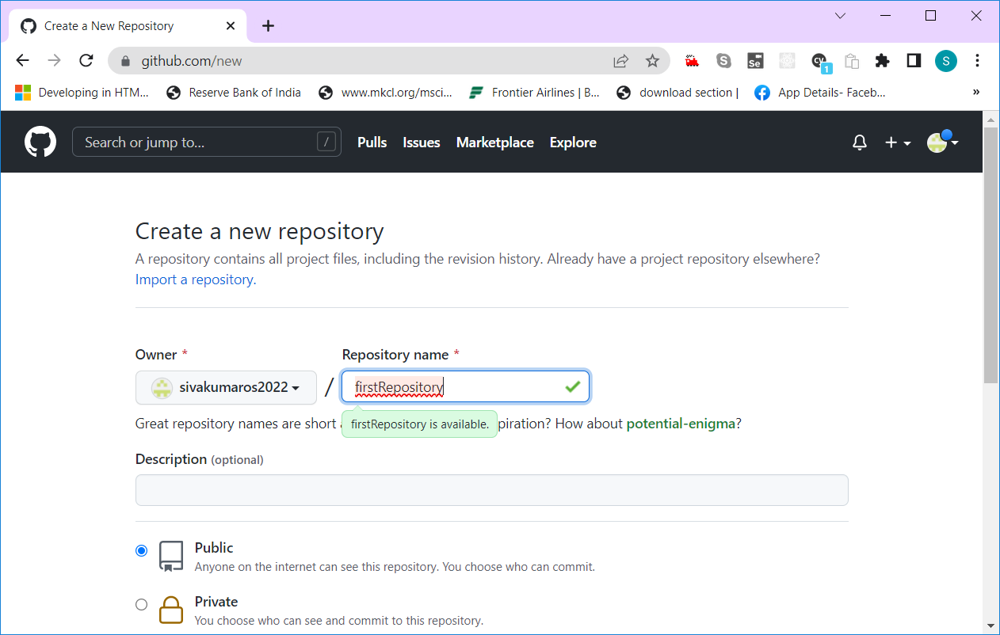 Create a New Repository
github.com/new
Se
cy
1
S
Developing in HTM... Reserve Bank of India www.mkcl.org/msci... Frontier Airlines | B... download section | App Details- Faceb... »
Search or jump to... / Pulls Issues Marketplace Explore
Create a new repository
A repository contains all project files, including the revision history. Already have a project repository elsewhere?
Import a repository.
Owner * Repository name *
sivakumaros2022 / firstRepository
Great repository names are short firstRepository is available. piration? How about potential-enigma?
Description (optional)
Public
Anyone on the internet can see this repository. You choose who can commit.
Private
You choose who can see and commit to this repository.